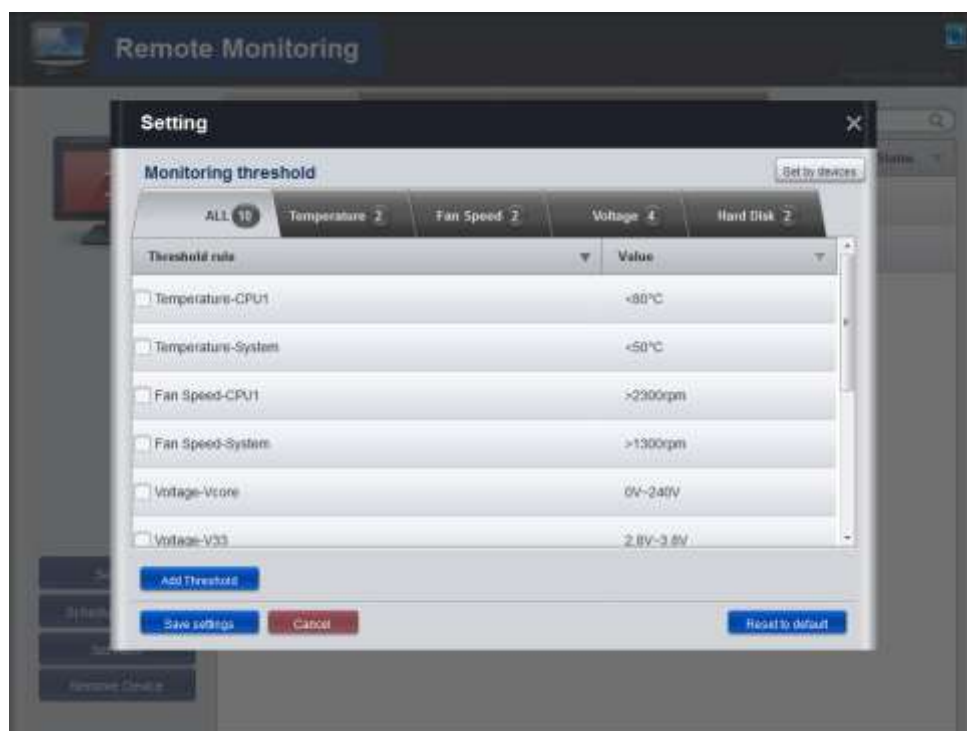 Remote Monitoring
Setting
Monitoring threshold
Set by devices
ALL 10 Temperature 2 Fan Speed 2 Voltage 4 Hard Disk 2
Threshold rule Value
Status
Temperature-CPU1 <80°C
Temperature-System <50°C
Fan Speed-CPU1 >2300rpm
Fan Speed-System >1300rpm
Voltage-Vcore 0V~240V
Voltage-V33 2.8V~3.8V
Add Threshold
Save settings Cancel Reset to default
Remove Device